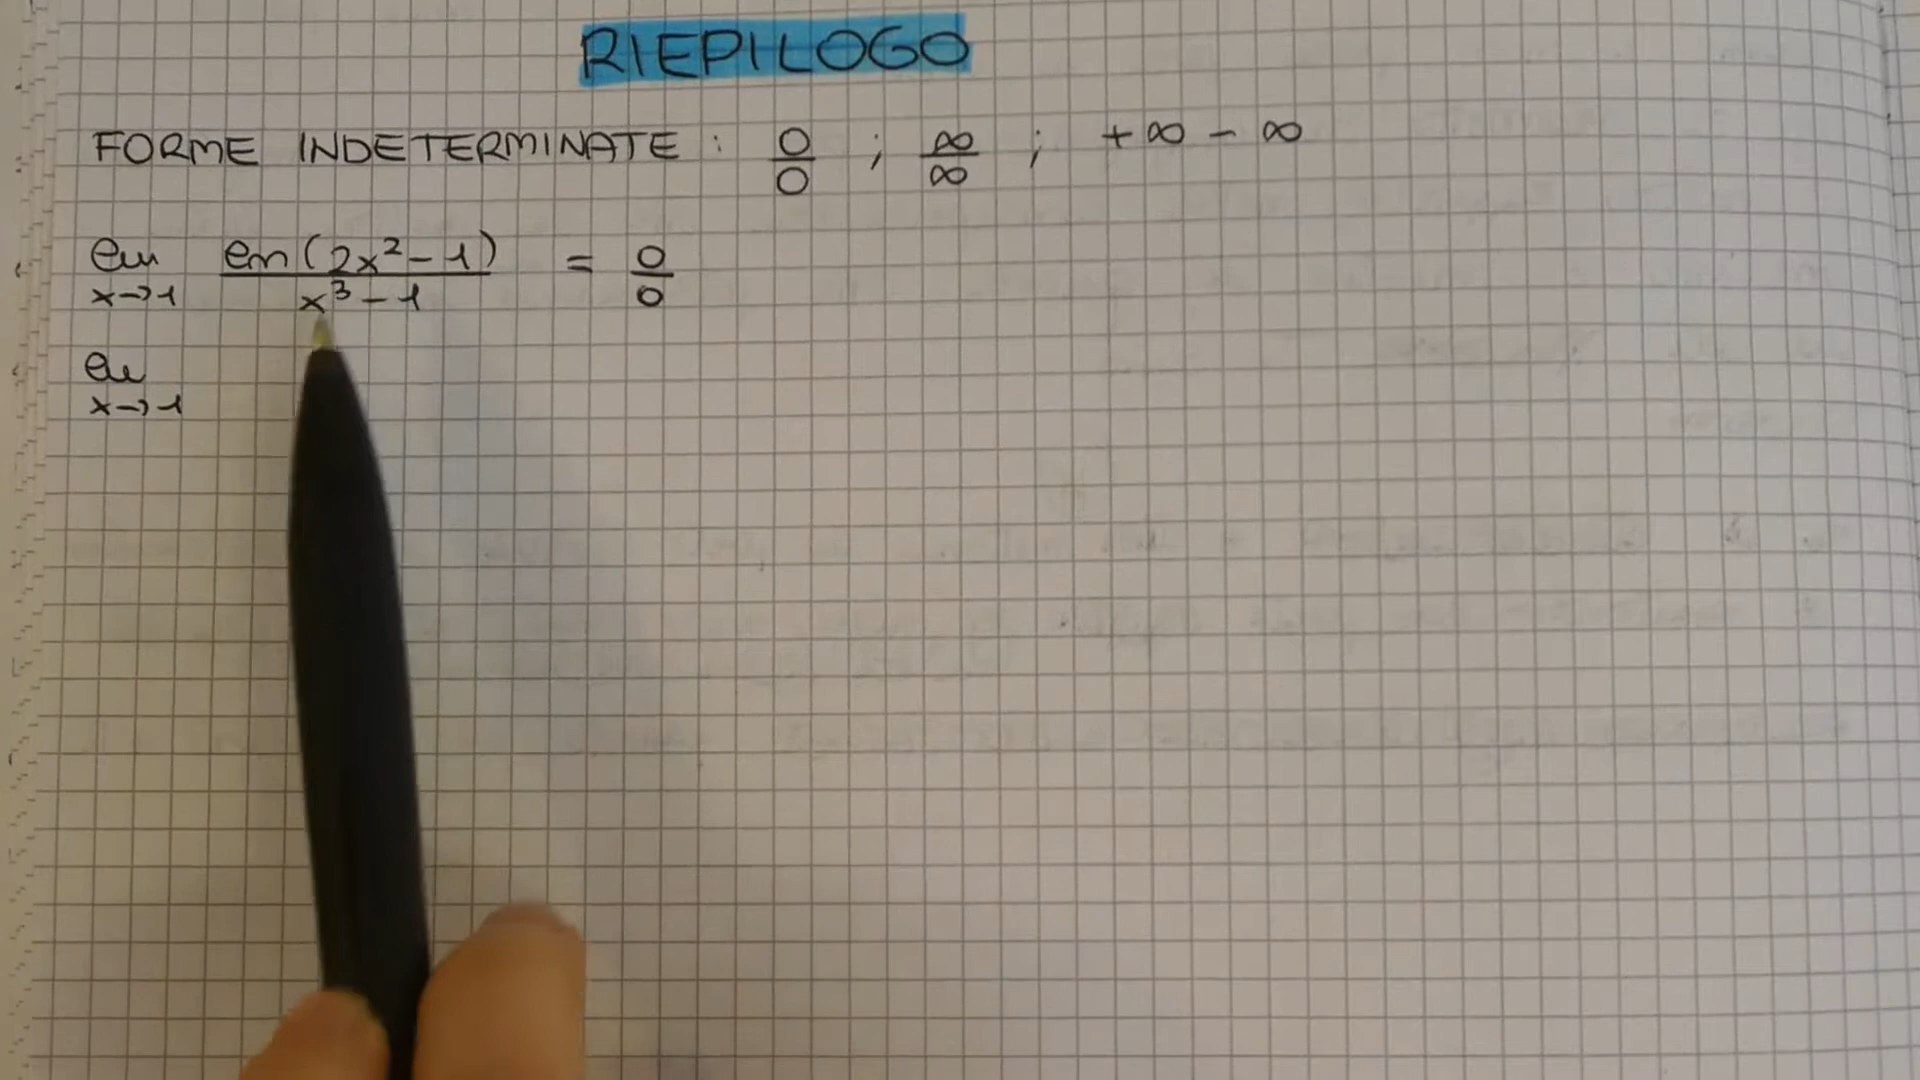 RIEPILOGO
FORME INDETERMINATE : 0/0 ; ∞/∞ ; +∞ - ∞
lim x→1 ln(2x²-1)/x³-1 = 0/0
lim x→1